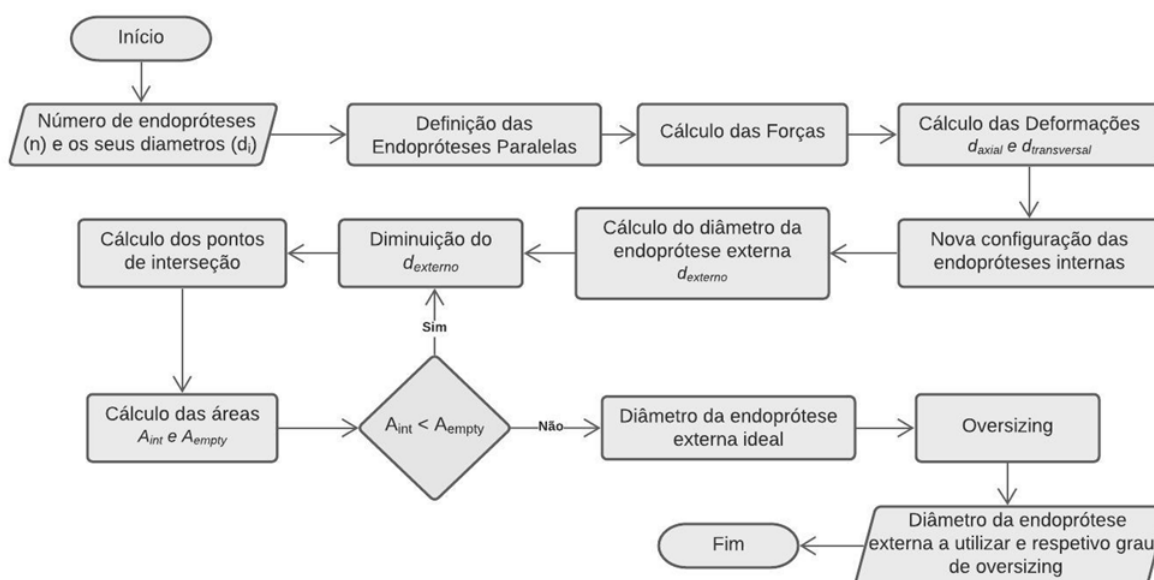 Início
Número de endopróteses
(n) e os seus diametros (di)
Definição das
Endopróteses Paralelas
Cálculo das Forças
Cálculo das Deformações
daxial e dtransversal
Nova configuração das
endopróteses internas
Cálculo do diâmetro da
endoprótese externa
dexterno
Diminuição do
dexterno
Cálculo dos pontos
de interseção
Cálculo das áreas
Aint e Aempty
Aint < Aempty
Sim
Não
Diâmetro da endoprótese
externa ideal
Oversizing
Diâmetro da endoprótese
externa a utilizar e respetivo grau
de oversizing
Fim